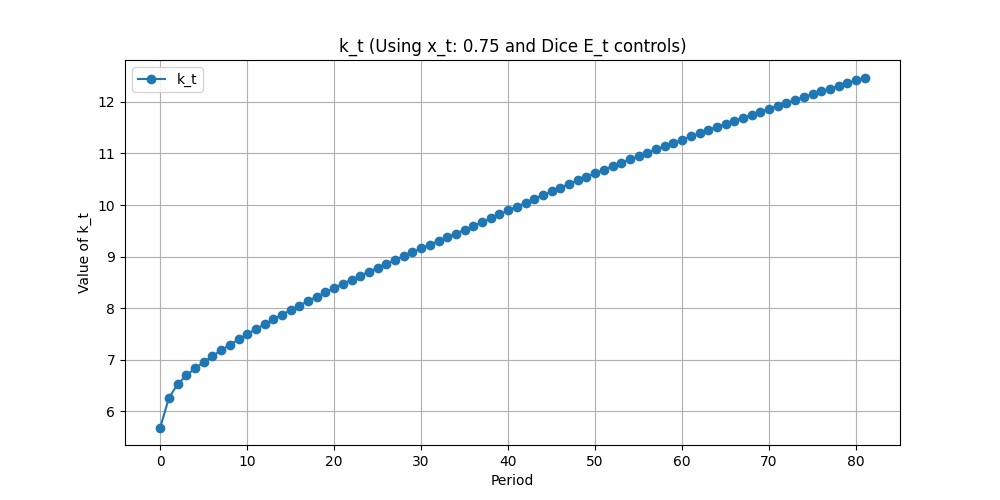 k_t (Using x_t: 0.75 and Dice E_t controls)
k_t
Value of k_t
12
11
10
9
8
7
6
0 10 20 30 40 50 60 70 80
Period